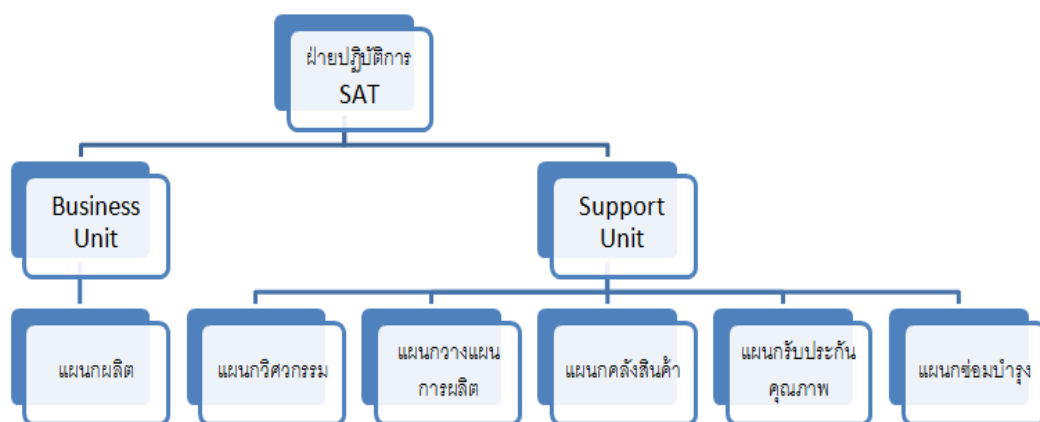 ฝ่ายปฏิบัติการ
SAT
Business
Unit
Support
Unit
แผนกผลิต
แผนกวิศวกรรม
แผนกวางแผน
การผลิต
แผนกคลังสินค้า
แผนกรับประกัน
คุณภาพ
แผนกซ่อมบำรุง